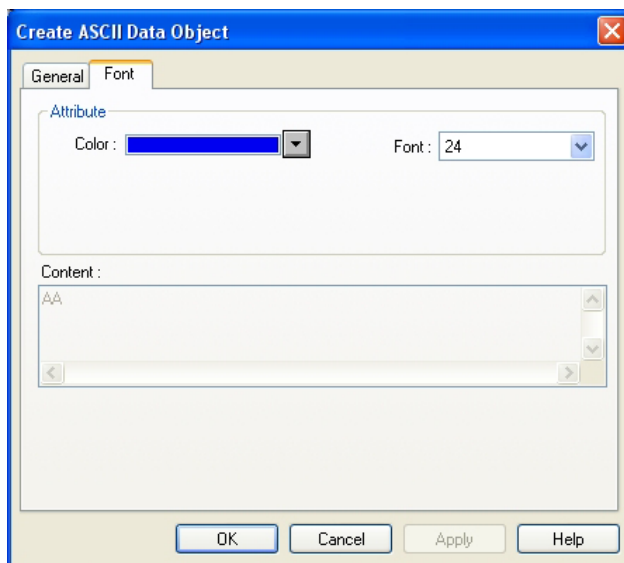 Create ASCII Data Object
General Font
Attribute
Color : Font : 24
Content :
AA
OK Cancel Apply Help